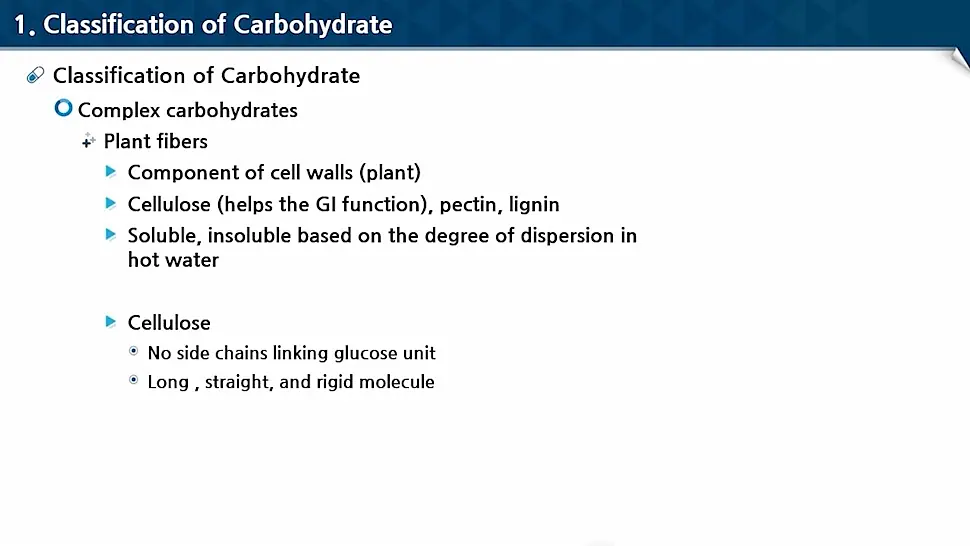 1. Classification of Carbohydrate
Classification of Carbohydrate
Complex carbohydrates
Plant fibers
Component of cell walls (plant)
Cellulose (helps the GI function), pectin, lignin
Soluble, insoluble based on the degree of dispersion in
hot water
Cellulose
No side chains linking glucose unit
Long , straight, and rigid molecule